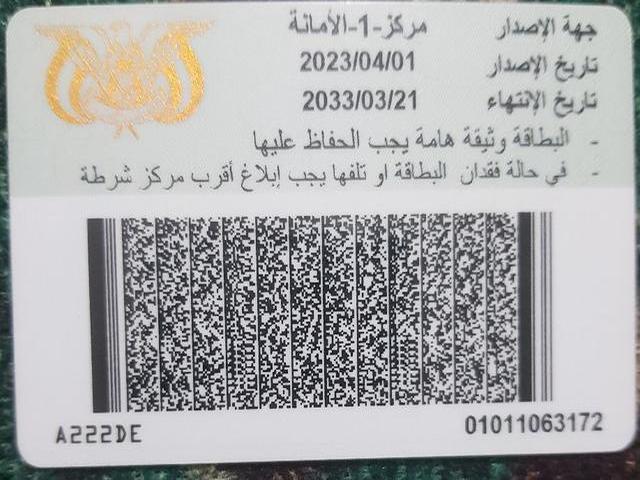 جهة الإصدار مركز-1-الأمانة
تاريخ الإصدار 2023/04/01
تاريخ الإنتهاء 2033/03/21
- البطاقة وثيقة هامة يجب الحفاظ عليها
- في حالة فقدان البطاقة او تلفها يجب إبلاغ أقرب مركز شرطة
A222DE 01011063172